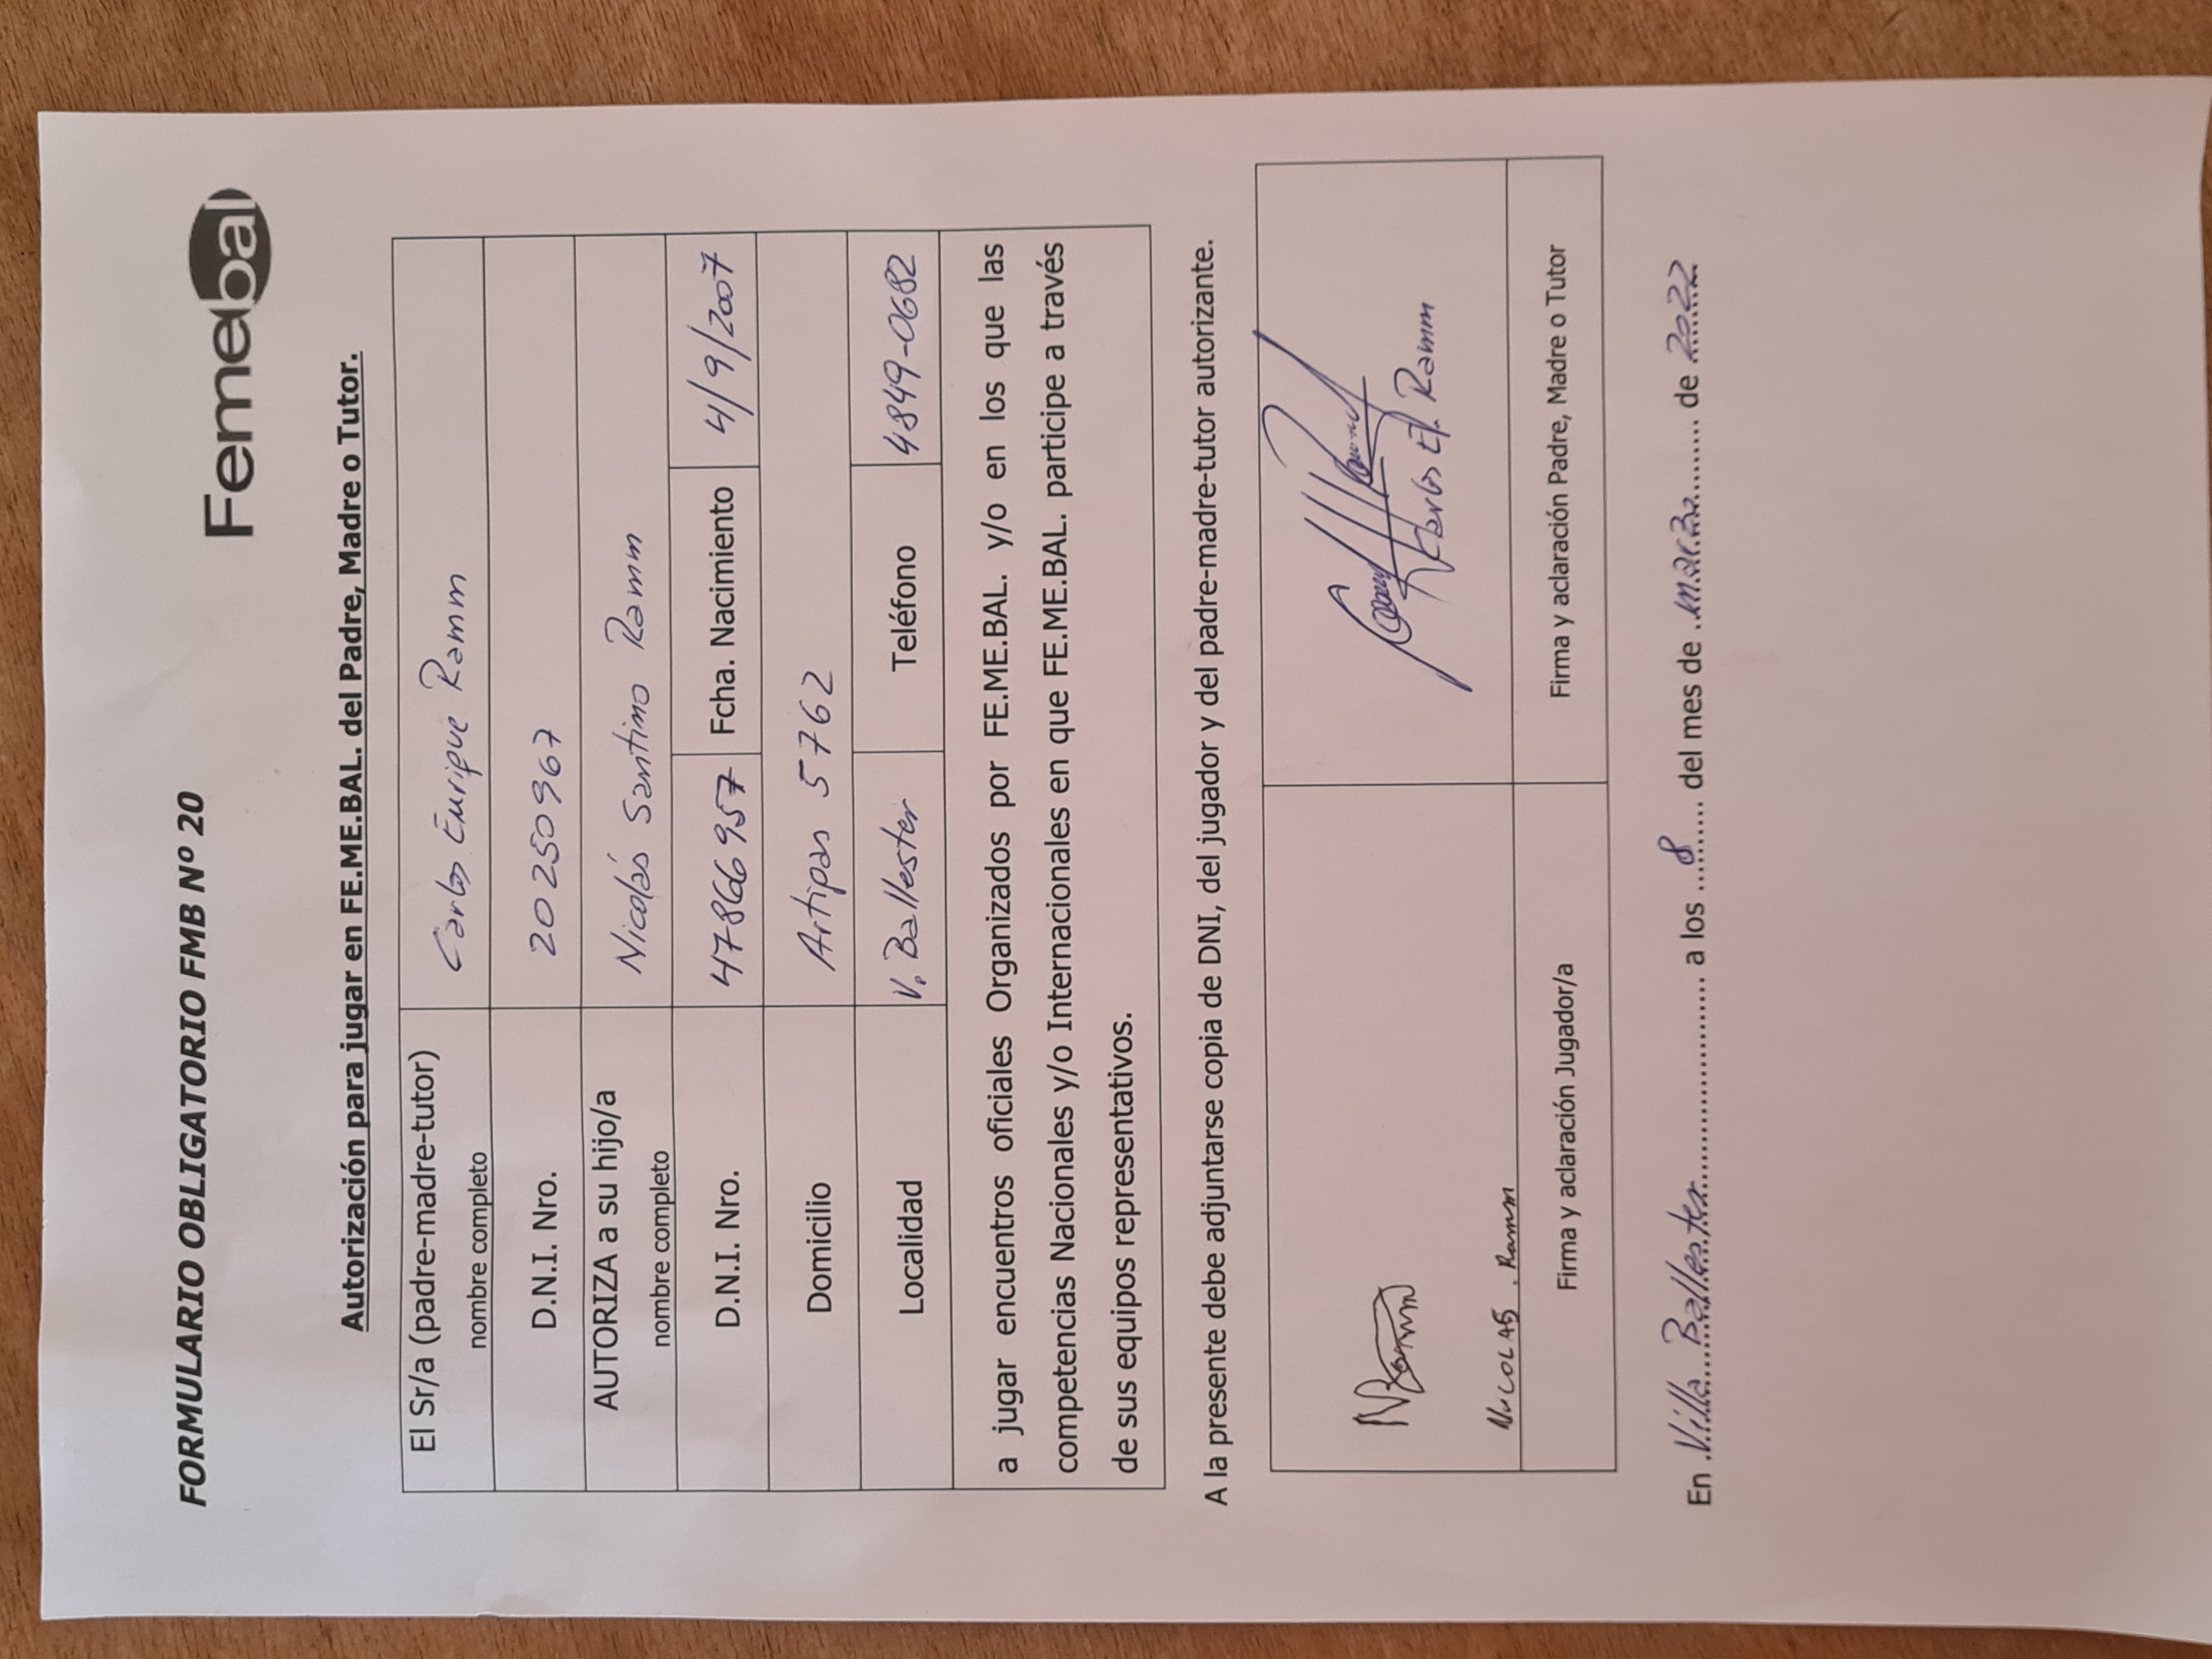 FORMULARIO OBLIGATORIO FMB Nº 20
Femebal
Autorización para jugar en FE.ME.BAL. del Padre, Madre o Tutor.
El Sr/a (padre-madre-tutor) Carlos Enrique Ramm
nombre completo
D.N.I. Nro. 20250967
AUTORIZA a su hijo/a Nicolás Santino Ramm
nombre completo
D.N.I. Nro. 47866957 Fcha. Nacimiento 4/9/2007
Domicilio Artigas 5762
Localidad V. Ballester Teléfono 4849-0682
a jugar encuentros oficiales Organizados por FE.ME.BAL. y/o en los que las
competencias Nacionales y/o Internacionales en que FE.ME.BAL. participe a través
de sus equipos representativos.
A la presente debe adjuntarse copia de DNI, del jugador y del padre-madre-tutor autorizante.
NICOLAS. Ramm Carlos E. Ramm
Firma y aclaración Jugador/a Firma y aclaración Padre, Madre o Tutor
En Villa Ballester a los 8 del mes de marzo de 2022